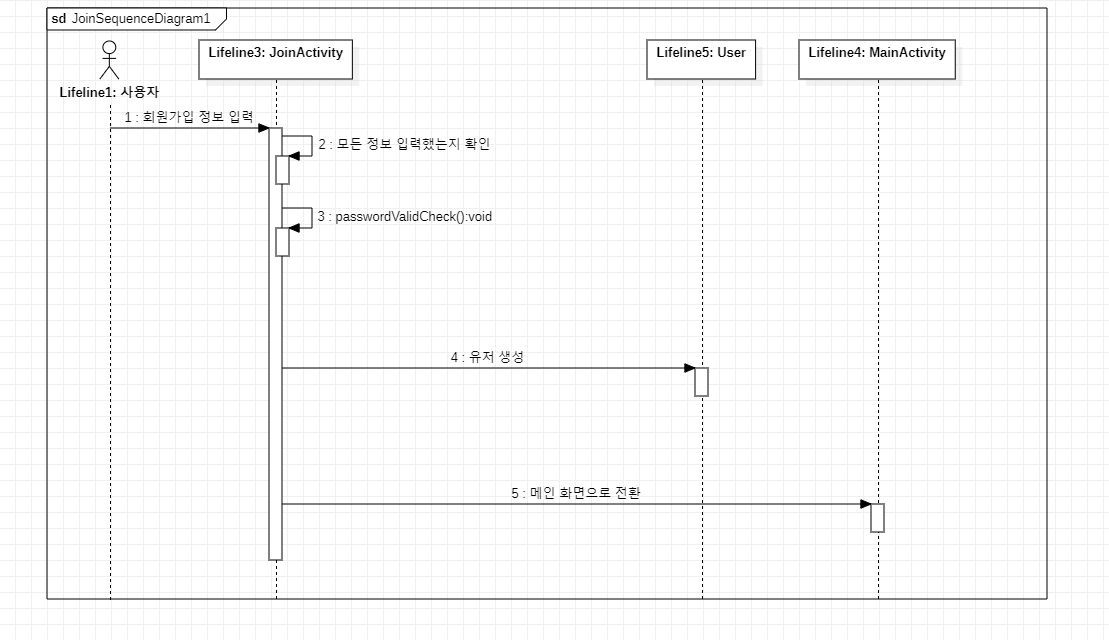 sd JoinSequenceDiagram1
Lifeline3: JoinActivity
Lifeline5: User
Lifeline4: MainActivity
Lifeline1: 사용자
1 : 회원가입 정보 입력
2 : 모든 정보 입력했는지 확인
3 : passwordValidCheck():void
4 : 유저 생성
5 : 메인 화면으로 전환